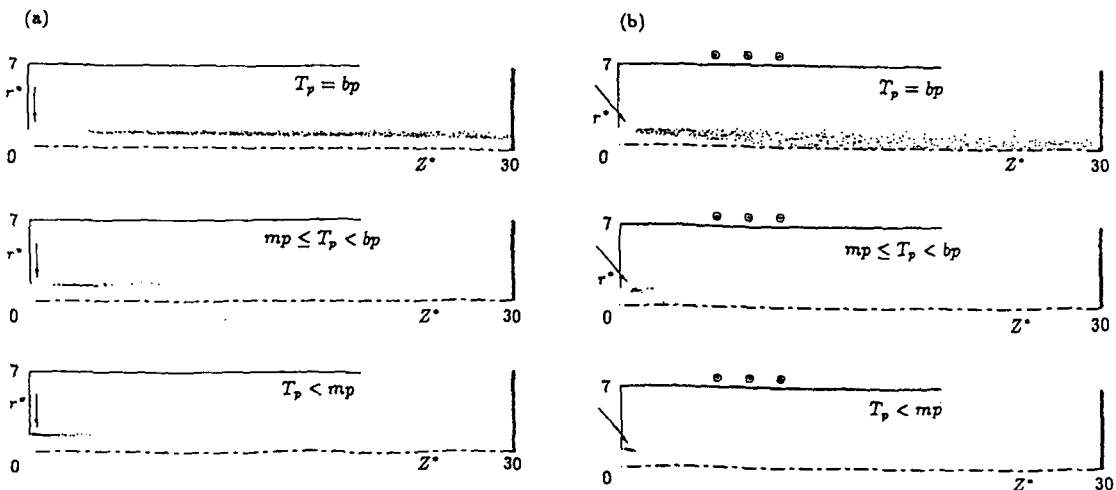 (a)
7
r*
T_p = bp
0
Z*
30
7
r*
mp ≤ T_p < bp
0
Z*
30
7
r*
T_p < mp
0
Z*
30
(b)
7
r*
T_p = bp
0
Z*
30
7
r*
mp ≤ T_p < bp
0
Z*
30
7
r*
T_p < mp
0
Z*
30